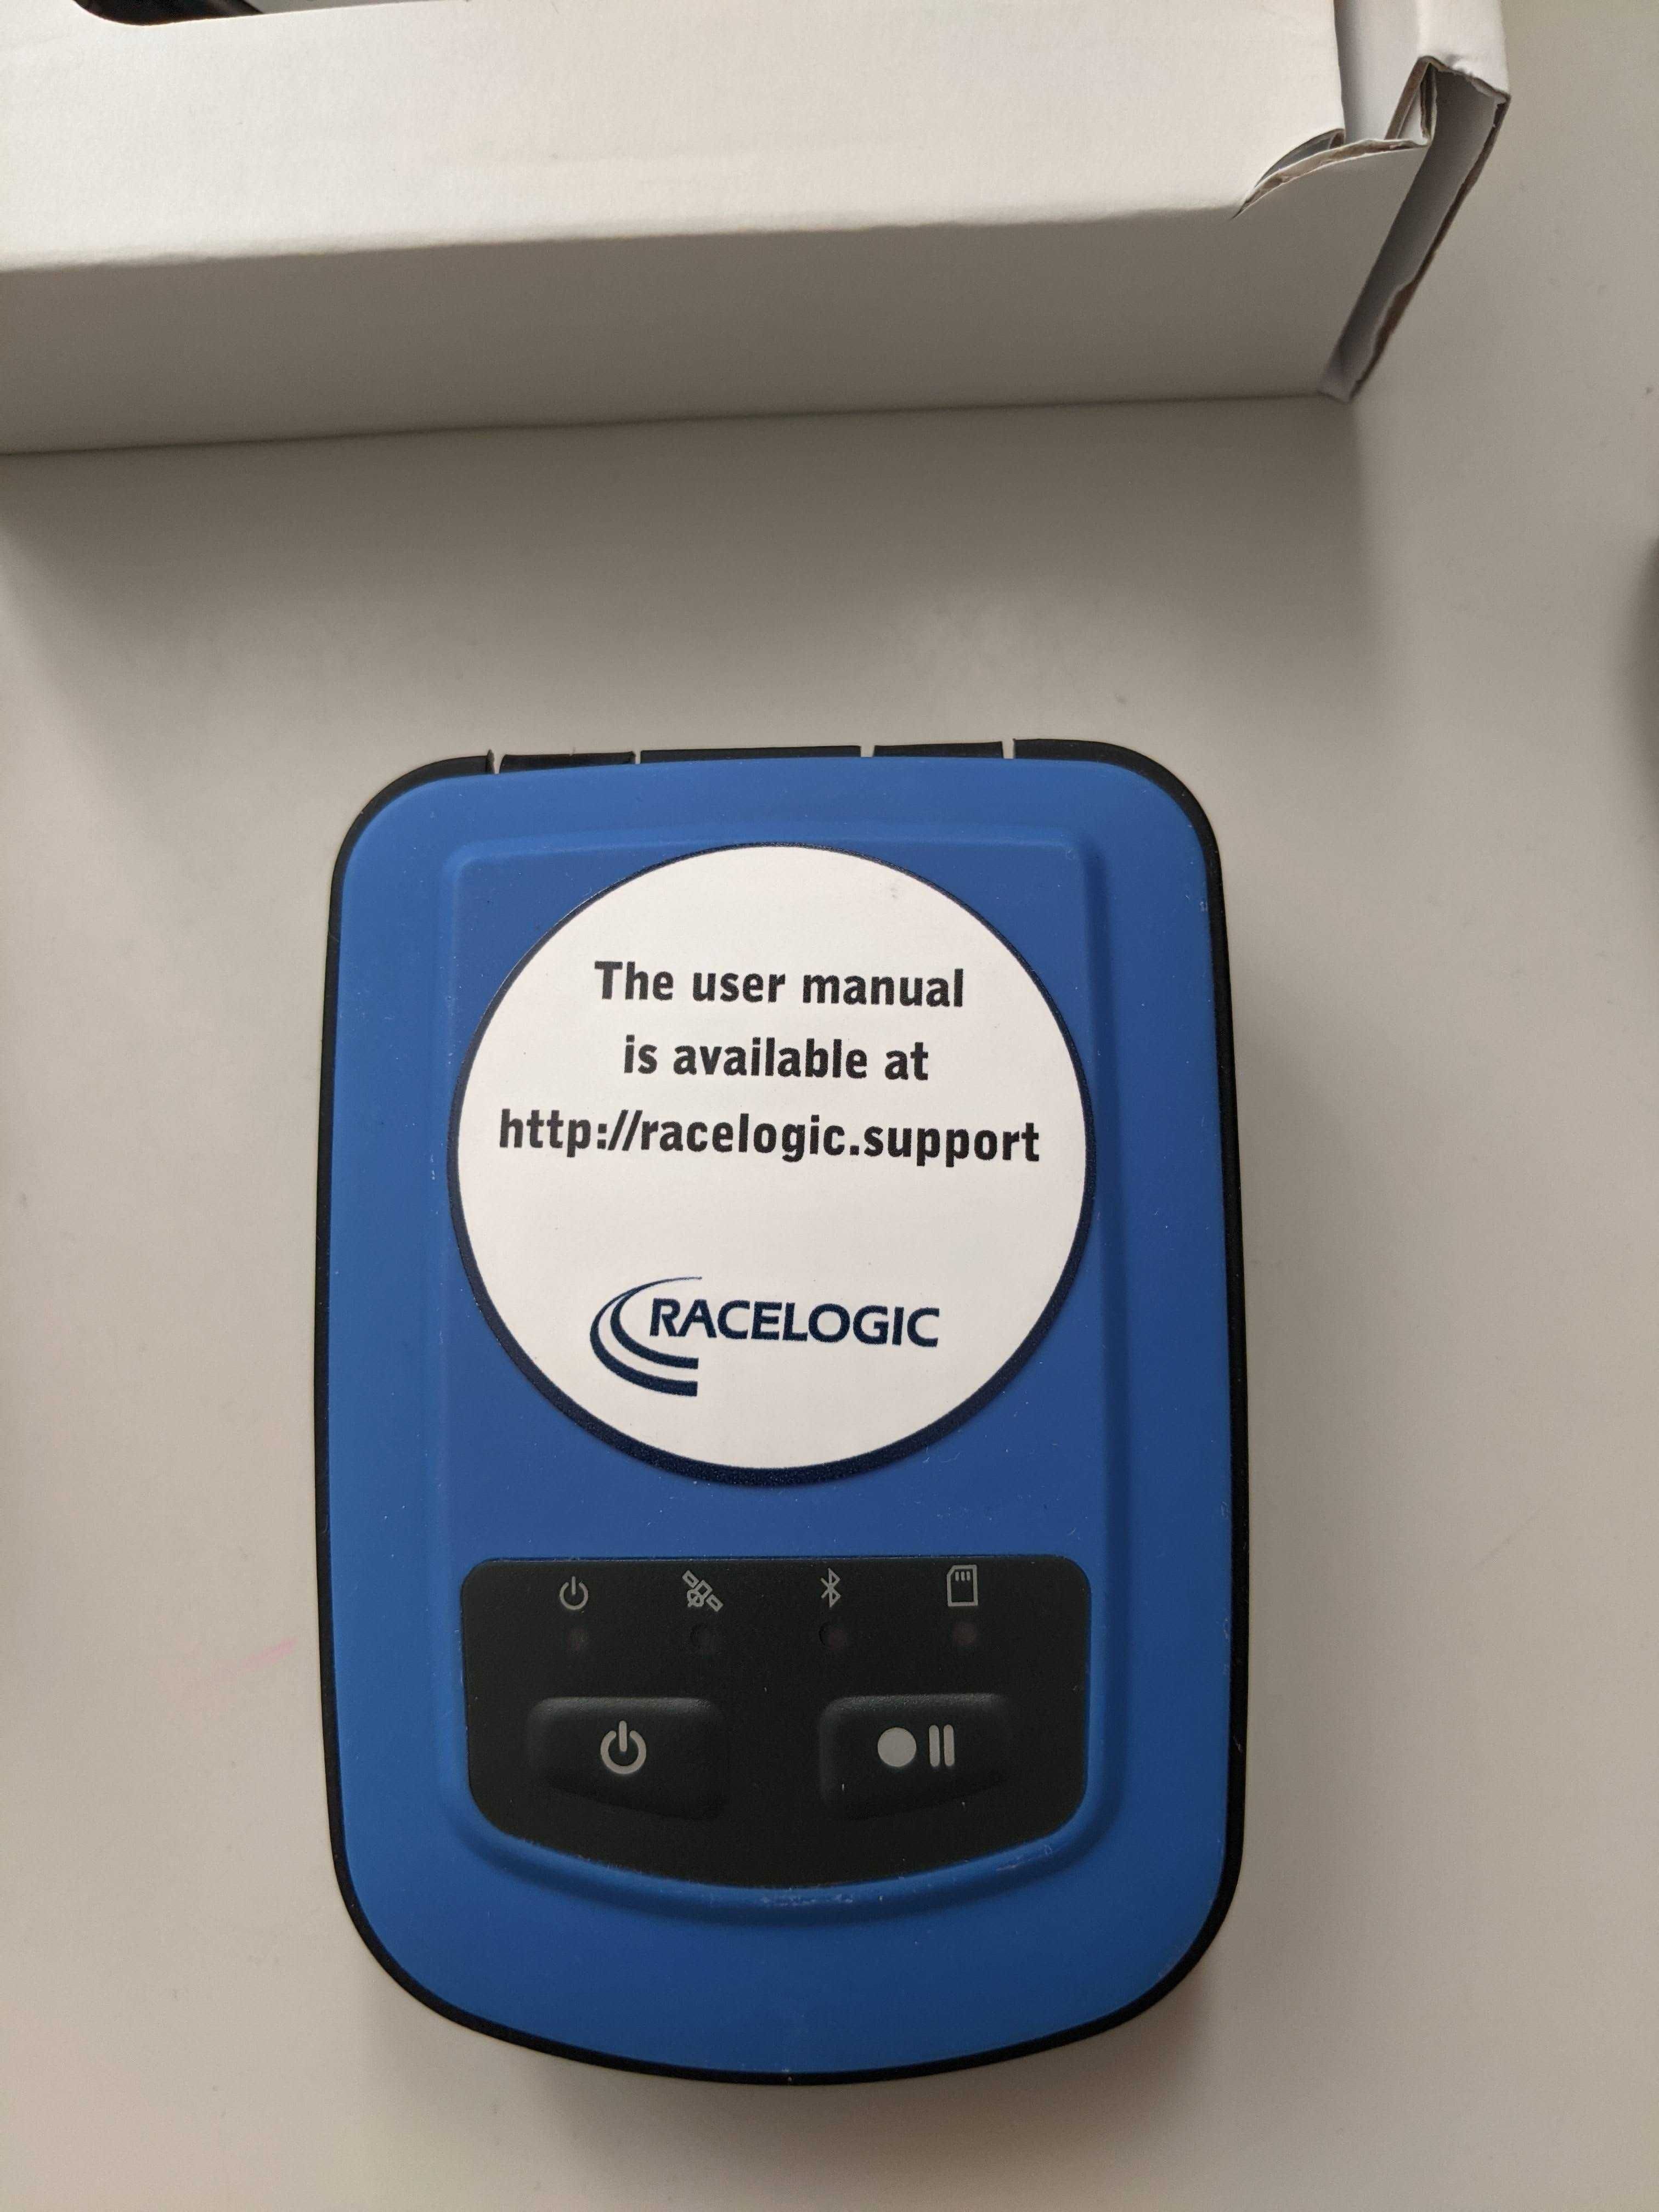 The user manual
is available at
http://racelogic.support
RACELOGIC